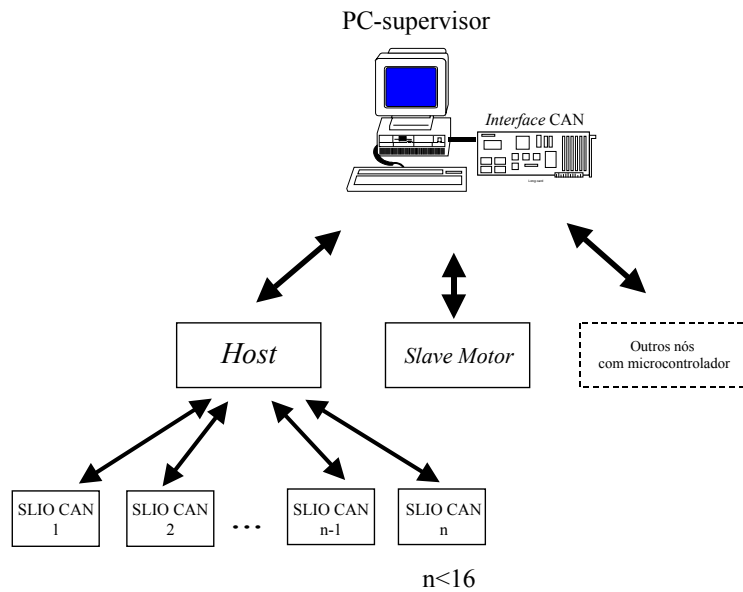 PC-supervisor
Interface CAN
Host
Slave Motor
Outros nós
com microcontrolador
SLIO CAN
1
SLIO CAN
2
...
SLIO CAN
n-1
SLIO CAN
n
n<16